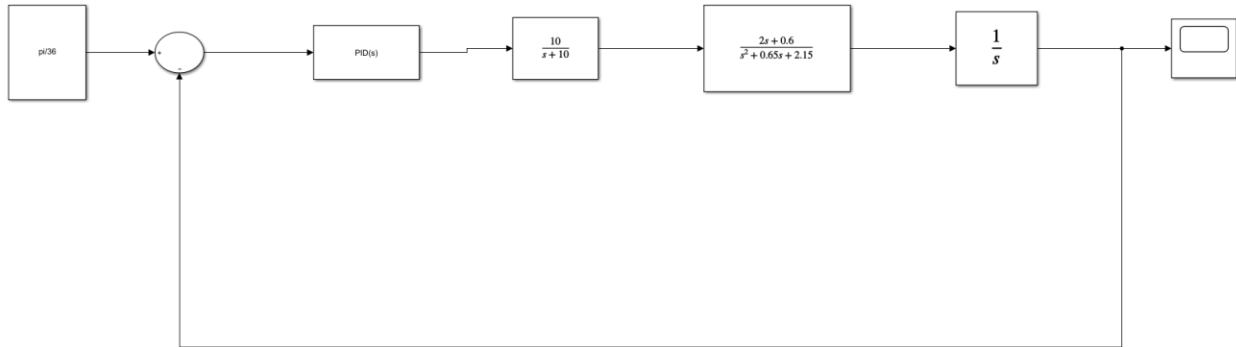 pi/36
+
−
PID(s)
10
s + 10
2s + 0.6
s² + 0.65s + 2.15
1
s